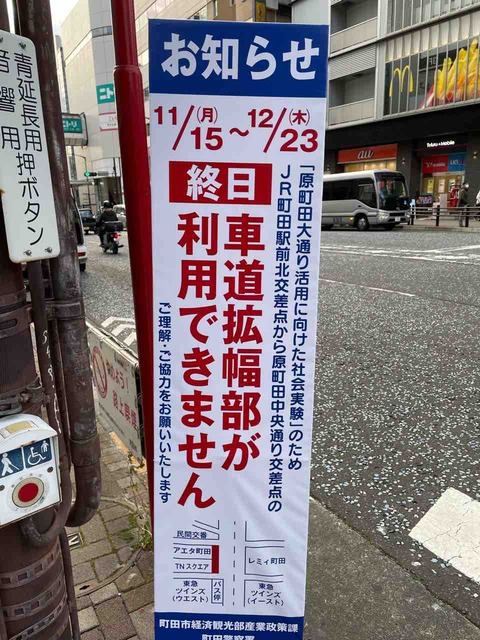 お知らせ
11/15(月)～12/23(木)
「原町田大通り活用に向けた社会実験」のため
JR町田駅前北交差点から原町田中央通り交差点の
終日
車道拡幅部が
利用できません
ご理解・ご協力をお願いいたします
民間交番
アエタ町田
TNスクエア
レミィ町田
東急
ツインズ
(ウエスト)
バス停
東急
ツインズ
(イースト)
町田市経済観光部産業政策課
町田警察署
青延長用押ボタン
音響用
ニトリ
au